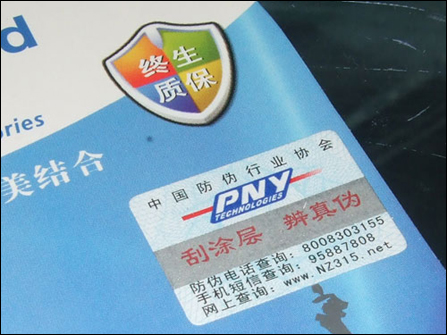 d
终生
质保
ories
美结合
中国防伪行业协会
PNY
TECHNOLOGIES
刮涂层 辨真伪
防伪电话查询: 8008303155
手机短信查询: 95887808
网上查询: www.NZ315.net